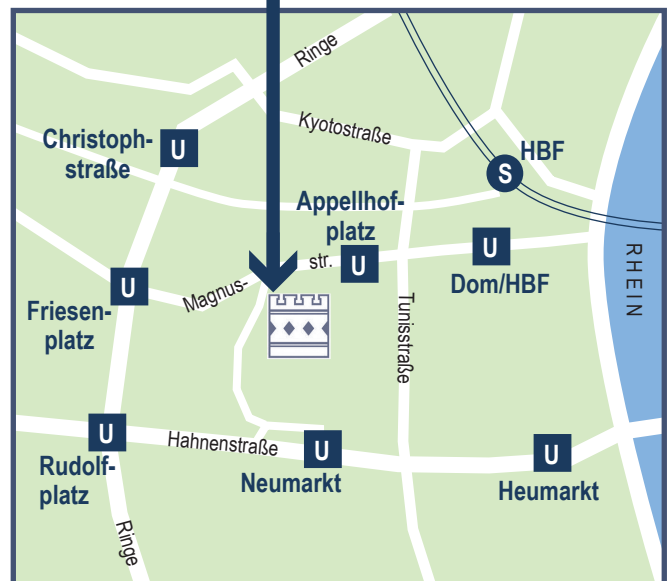 Ringe
Kyotostraße
Christoph-
straße
U
HBF
S
Appellhof-
platz
U
str.
Magnus-
U
Dom/HBF
RHEIN
U
Friesen-
platz
Tunisstraße
U
Rudolf-
platz
Hahnenstraße
U
Neumarkt
U
Heumarkt
Ringe